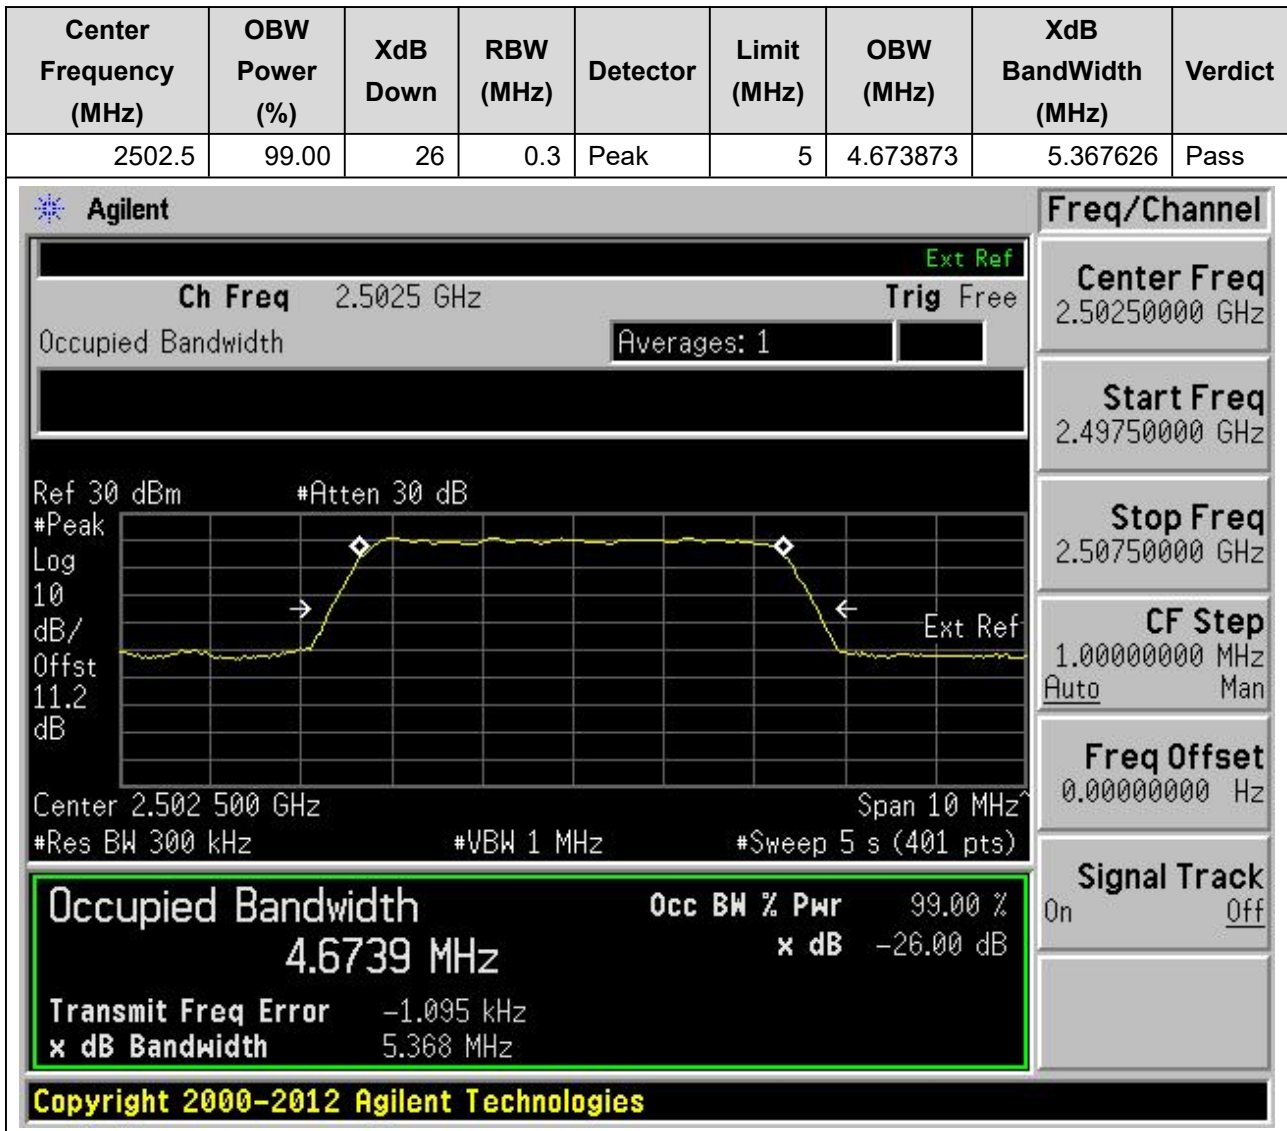 Center Frequency (MHz) OBW Power (%) XdB Down RBW (MHz) Detector Limit (MHz) OBW (MHz) XdB BandWidth (MHz) Verdict
2502.5 99.00 26 0.3 Peak 5 4.673873 5.367626 Pass
Agilent
Freq/Channel
Ext Ref
Ch Freq 2.5025 GHz Trig Free
Occupied Bandwidth Averages: 1
Center Freq
2.50250000 GHz
Start Freq
2.49750000 GHz
Stop Freq
2.50750000 GHz
CF Step
1.00000000 MHz
Auto Man
Freq Offset
0.00000000 Hz
Signal Track
On Off
Ref 30 dBm #Atten 30 dB
#Peak
Log
10
dB/
Offst
11.2
dB
Ext Ref
Center 2.502 500 GHz Span 10 MHz^
#Res BW 300 kHz #VBW 1 MHz #Sweep 5 s (401 pts)
Occupied Bandwidth Occ BW % Pwr 99.00 %
4.6739 MHz x dB -26.00 dB
Transmit Freq Error -1.095 kHz
x dB Bandwidth 5.368 MHz
Copyright 2000-2012 Agilent Technologies